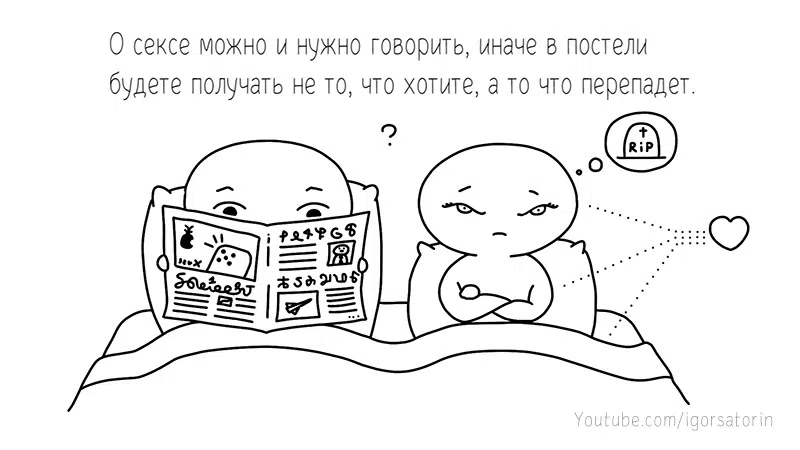 О сексе можно и нужно говорить, иначе в постели
будете получать не то, что хотите, а то что перепадет.
?
RiP
Youtube.com/igorsatorin